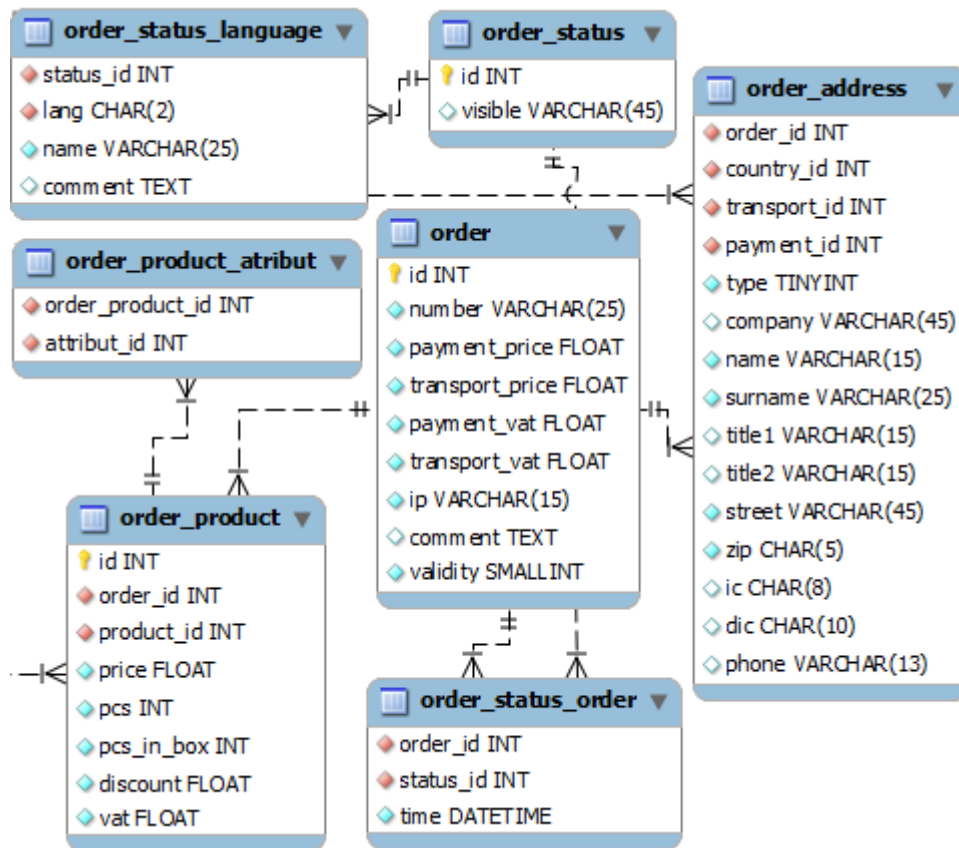 order_status_language
status_id INT
lang CHAR(2)
name VARCHAR(25)
comment TEXT
order_status
id INT
visible VARCHAR(45)
order_address
order_id INT
country_id INT
transport_id INT
payment_id INT
type TINYINT
company VARCHAR(45)
name VARCHAR(15)
surname VARCHAR(25)
title1 VARCHAR(15)
title2 VARCHAR(15)
street VARCHAR(45)
zip CHAR(5)
ic CHAR(8)
dic CHAR(10)
phone VARCHAR(13)
order_product_atribut
order_product_id INT
attribut_id INT
order
id INT
number VARCHAR(25)
payment_price FLOAT
transport_price FLOAT
payment_vat FLOAT
transport_vat FLOAT
ip VARCHAR(15)
comment TEXT
validity SMALLINT
order_product
id INT
order_id INT
product_id INT
price FLOAT
pcs INT
pcs_in_box INT
discount FLOAT
vat FLOAT
order_status_order
order_id INT
status_id INT
time DATETIME